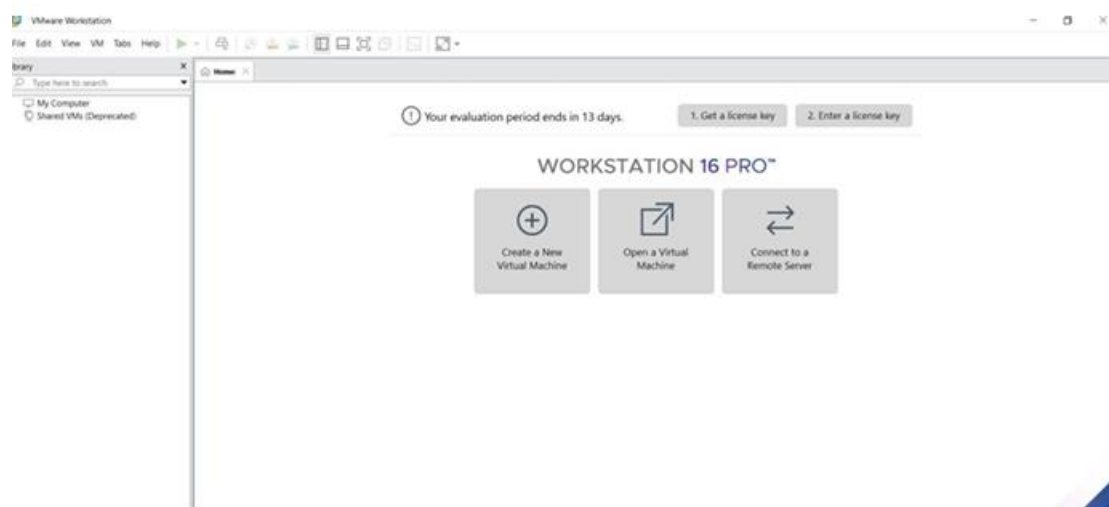 VMware Workstation
File Edit View VM Tabs Help
brary
Type here to search
Home
My Computer
Shared VMs (Deprecated)
Your evaluation period ends in 13 days.
1. Get a license key
2. Enter a license key
WORKSTATION 16 PRO™
Create a New
Virtual Machine
Open a Virtual
Machine
Connect to a
Remote Server